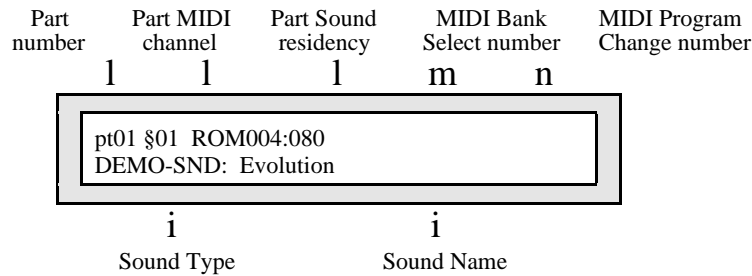 Part Part MIDI Part Sound MIDI Bank MIDI Program
number channel residency Select number Change number
l l l m n
pt01 §01 ROM004:080
DEMO-SND: Evolution
i i
Sound Type Sound Name